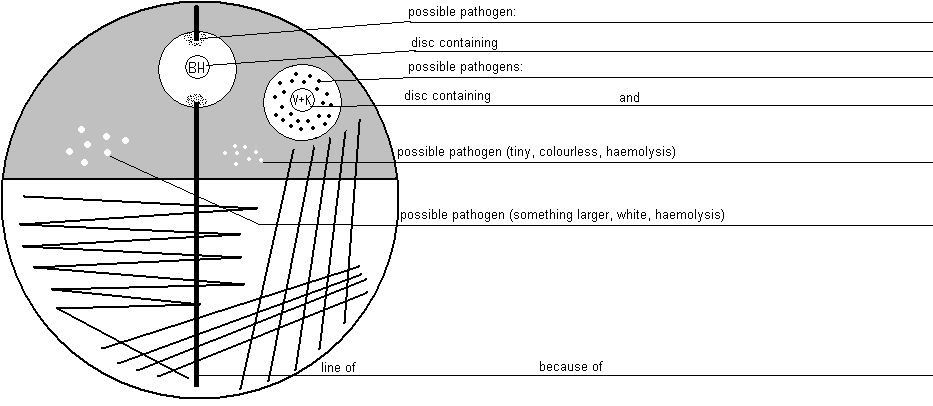 possible pathogen:
disc containing
BH
possible pathogens:
disc containing and
V+K
possible pathogen (tiny, colourless, haemolysis)
possible pathogen (something larger, white, haemolysis)
line of because of